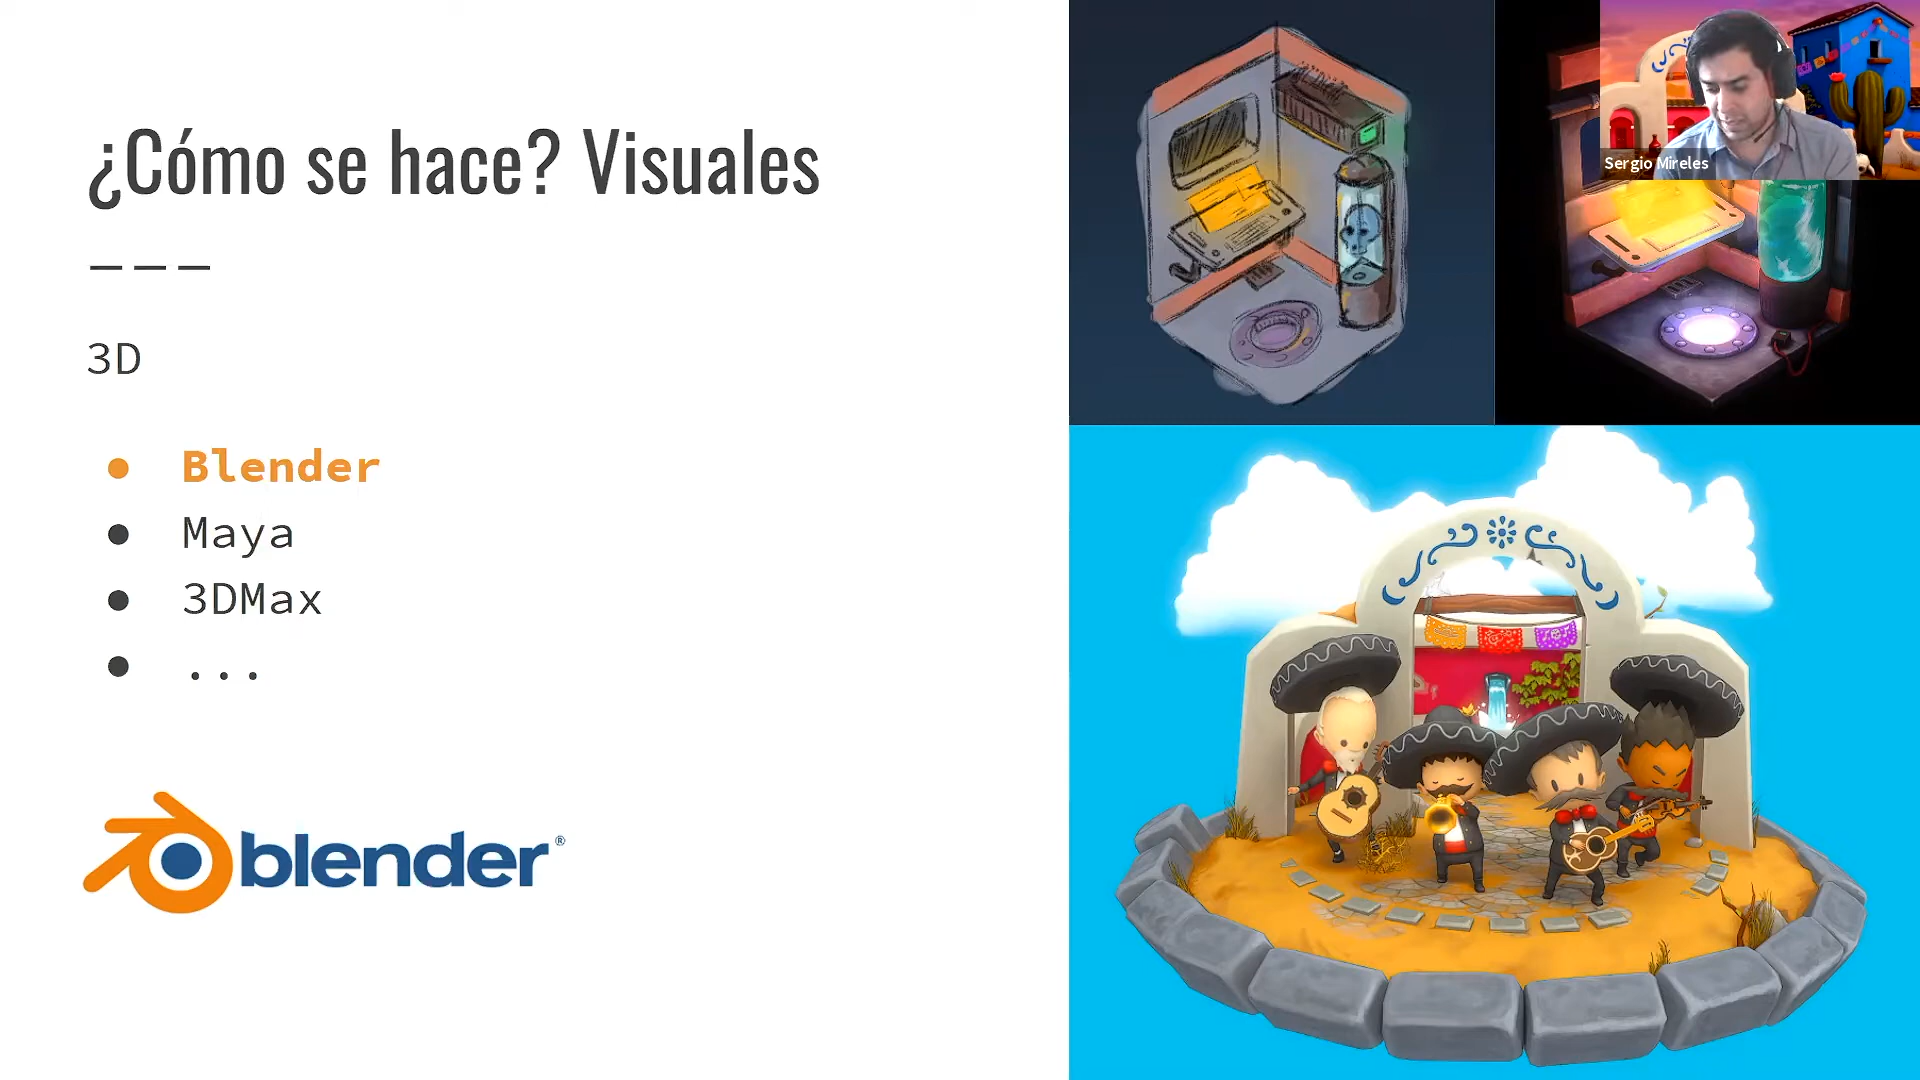 ¿Cómo se hace? Visuales
3D
● Blender
● Maya
● 3DMax
● ...
blender®
Sergio Mireles